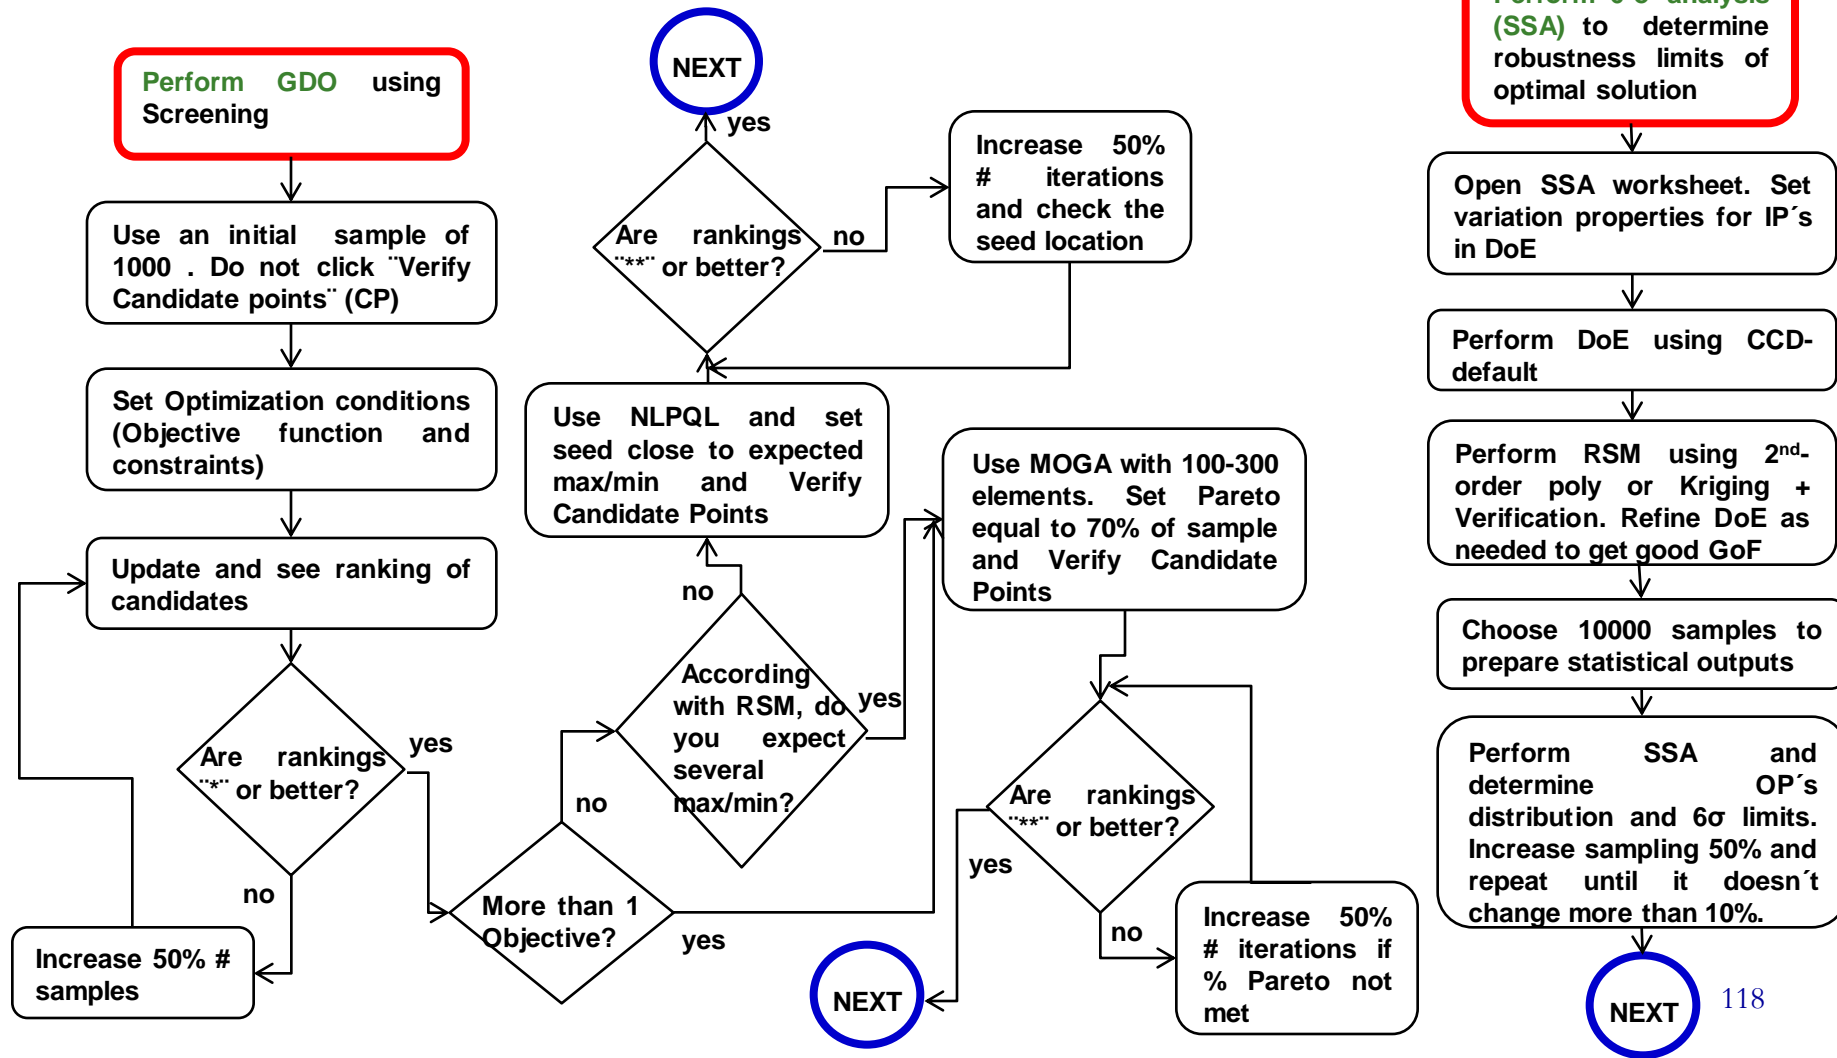 Perform GDO using
Screening
Use an initial sample of
1000 . Do not click ¨Verify
Candidate points¨ (CP)
Set Optimization conditions
(Objective function and
constraints)
Update and see ranking of
candidates
Are rankings
¨*¨ or better?
yes
no
Increase 50% #
samples
More than 1
Objective?
no
yes
According
with RSM, do
you expect
several
max/min?
no
yes
Use NLPQL and set
seed close to expected
max/min and Verify
Candidate Points
Are rankings
¨**¨ or better?
yes
NEXT
no
Increase 50%
# iterations
and check the
seed location
Use MOGA with 100-300
elements. Set Pareto
equal to 70% of sample
and Verify Candidate
Points
Are rankings
¨**¨ or better?
yes
NEXT
no
Increase 50%
# iterations if
% Pareto not
met
(SSA) to determine
robustness limits of
optimal solution
Open SSA worksheet. Set
variation properties for IP´s
in DoE
Perform DoE using CCD-
default
Perform RSM using 2nd-
order poly or Kriging +
Verification. Refine DoE as
needed to get good GoF
Choose 10000 samples to
prepare statistical outputs
Perform SSA and
determine OP´s
distribution and 6σ limits.
Increase sampling 50% and
repeat until it doesn´t
change more than 10%.
NEXT
118